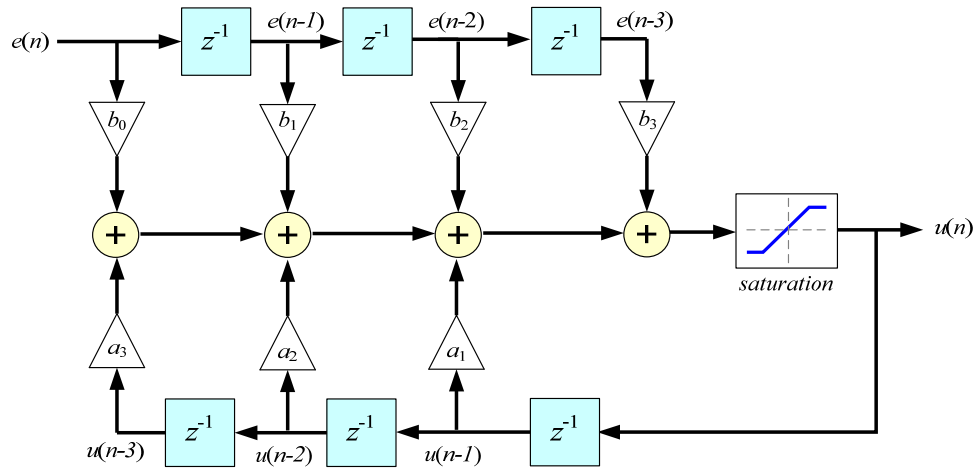 e(n)
z⁻¹
e(n-1)
z⁻¹
e(n-2)
z⁻¹
e(n-3)
b₀
b₁
b₂
b₃
+
+
+
+
saturation
u(n)
a₃
a₂
a₁
u(n-3)
z⁻¹
u(n-2)
z⁻¹
u(n-1)
z⁻¹